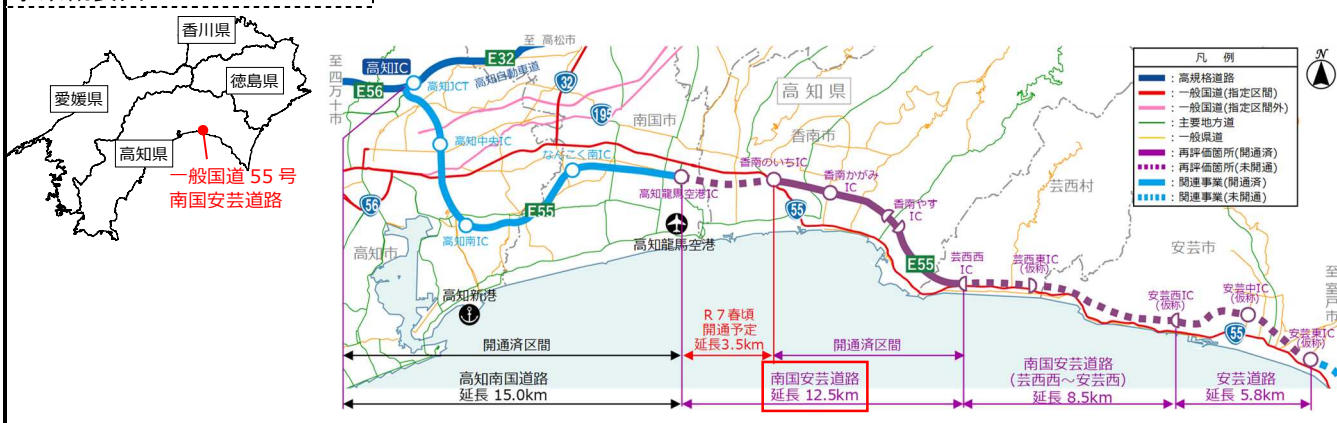 香川県
徳島県
愛媛県
高知県
一般国道 55 号
南国安芸道路
至 高松市
至四万十市
高知IC
E32
高知自動車道
E56
高知JCT
32
195
高知県
南国市
香南市
高知中央IC
なんこく南IC
香南のいちIC
香南かがみ
IC
高知龍馬空港IC
芸西村
香南やす
IC
56
E55
55
高知南IC
高知市
高知龍馬空港
安芸市
E55
芸西西
IC
芸西東IC
(仮称)
至室戸市
高知新港
安芸西IC
(仮称)
安芸中IC
(仮称)
55
安芸東IC
(仮称)
凡 例
:高規格道路
:一般国道(指定区間)
:一般国道(指定区間外)
:主要地方道
:一般県道
:再評価箇所(開通済)
:再評価箇所(未開通)
:関連事業(開通済)
:関連事業(未開通)
N
R７春頃
開通予定
延長3.5km
開通済区間
開通済区間
高知南国道路
延長 15.0km
南国安芸道路
延長 12.5km
南国安芸道路
(芸西西～安芸西)
延長 8.5km
安芸道路
延長 5.8km